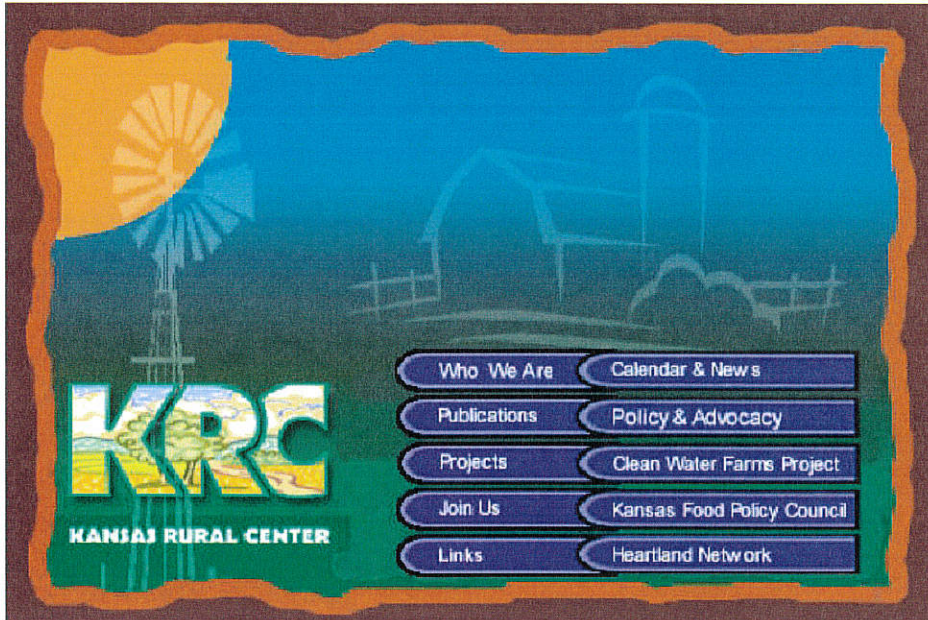 Who We Are
Calendar & News
Publications
Policy & Advocacy
Projects
Clean Water Farms Project
Join Us
Kansas Food Policy Council
Links
Heartland Network
KRC
KANSAS RURAL CENTER